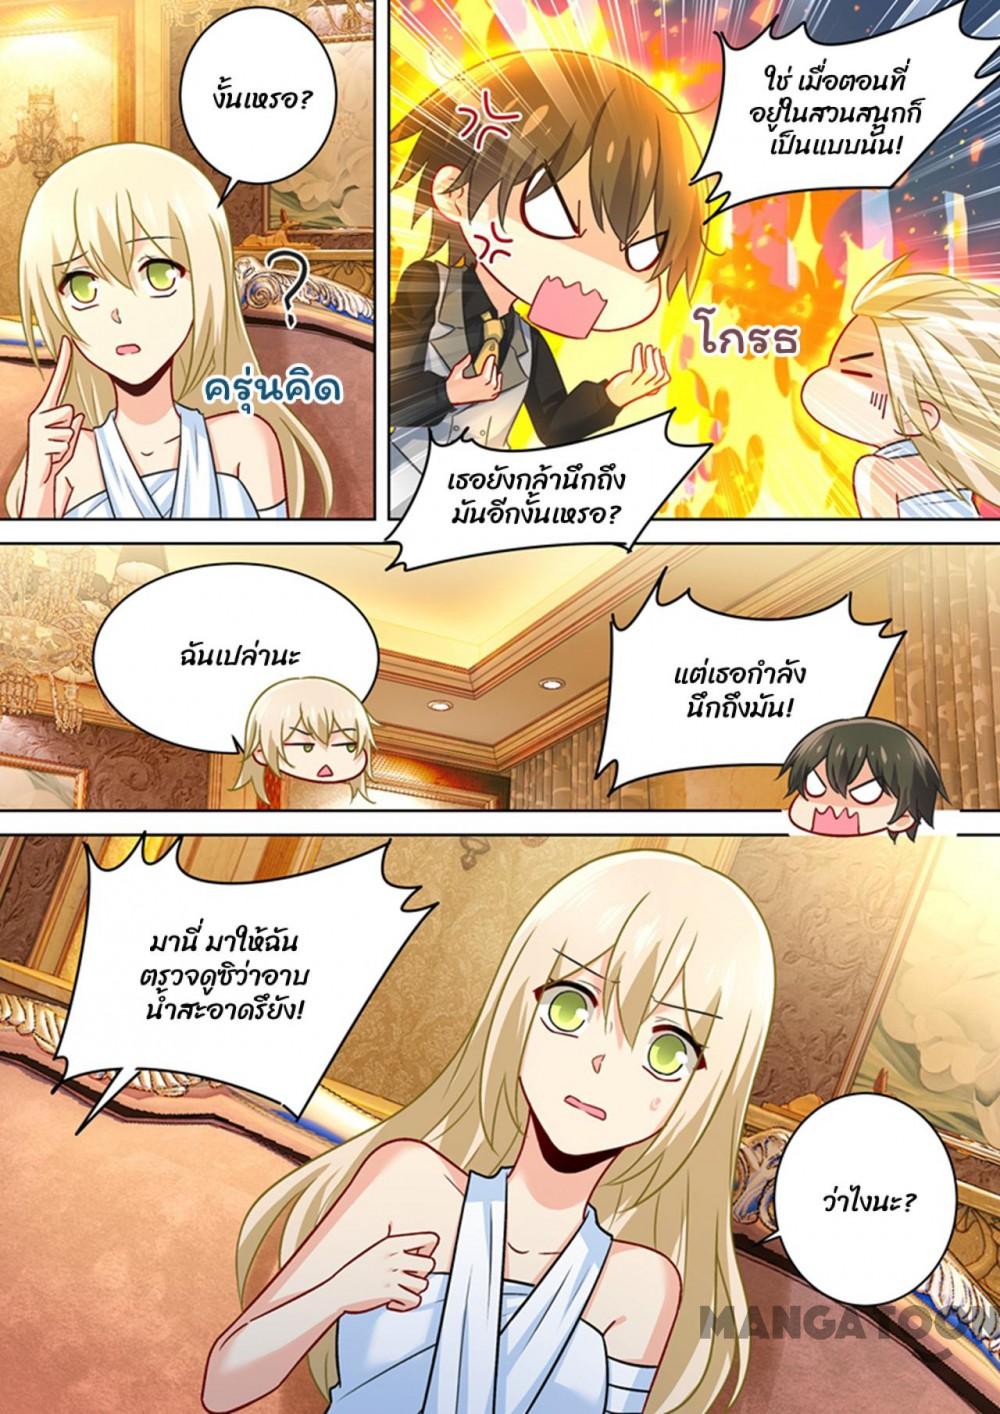 งั้นเหรอ?
ครุ่นคิด
ใช่ เมื่อตอนที่
อยู่ในสวนสนุกก็
เป็นแบบนั้น!
โกรธ
เธอยังกล้านึกถึง
มันอีกงั้นเหรอ?
ฉันเปล่านะ
แต่เธอกำลัง
นึกถึงมัน!
มานี่ มาให้ฉัน
ตรวจดูซิว่าอาบ
น้ำสะอาดรึยัง!
ว่าไงนะ?
MANGATOON